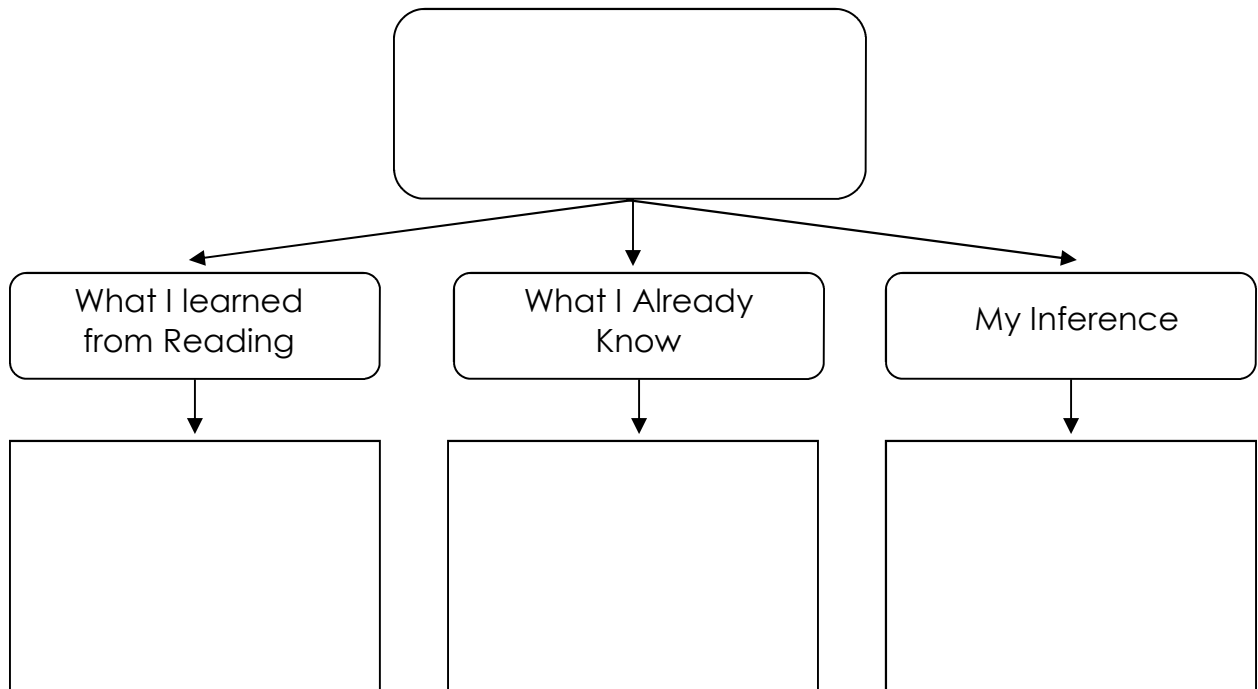 What I learned
from Reading
What I Already
Know
My Inference